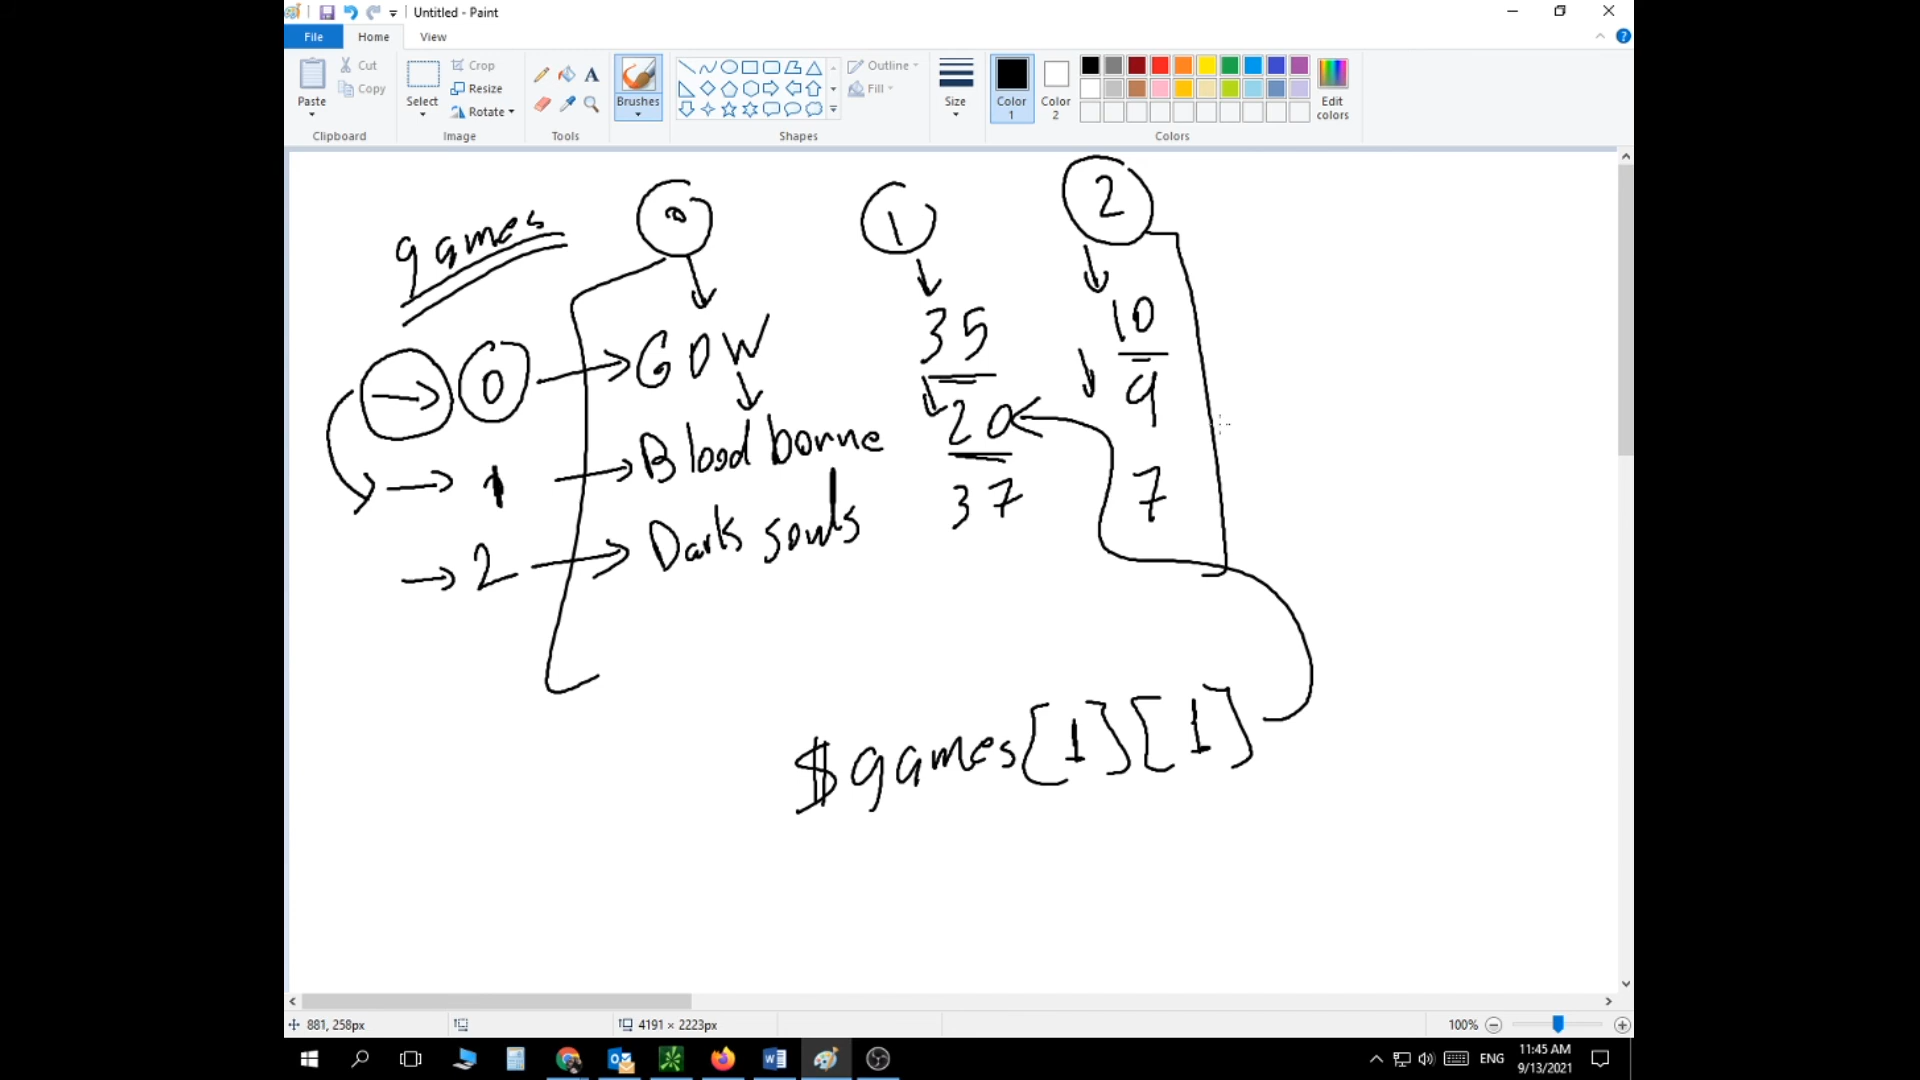 Untitled - Paint
File Home View
Paste Cut Copy Clipboard
Select Crop Resize Rotate Image
Tools
Brushes
Shapes Outline Fill
Size
Color 1 Color 2 Edit colors Colors
0 1 2
games
0 GOW 35 10
1 Bloodborne 20 9
2 Dark souls 37 7
$games[1][1]
881, 258px 4191 × 2223px 100%
ENG 11:45 AM
9/13/2021